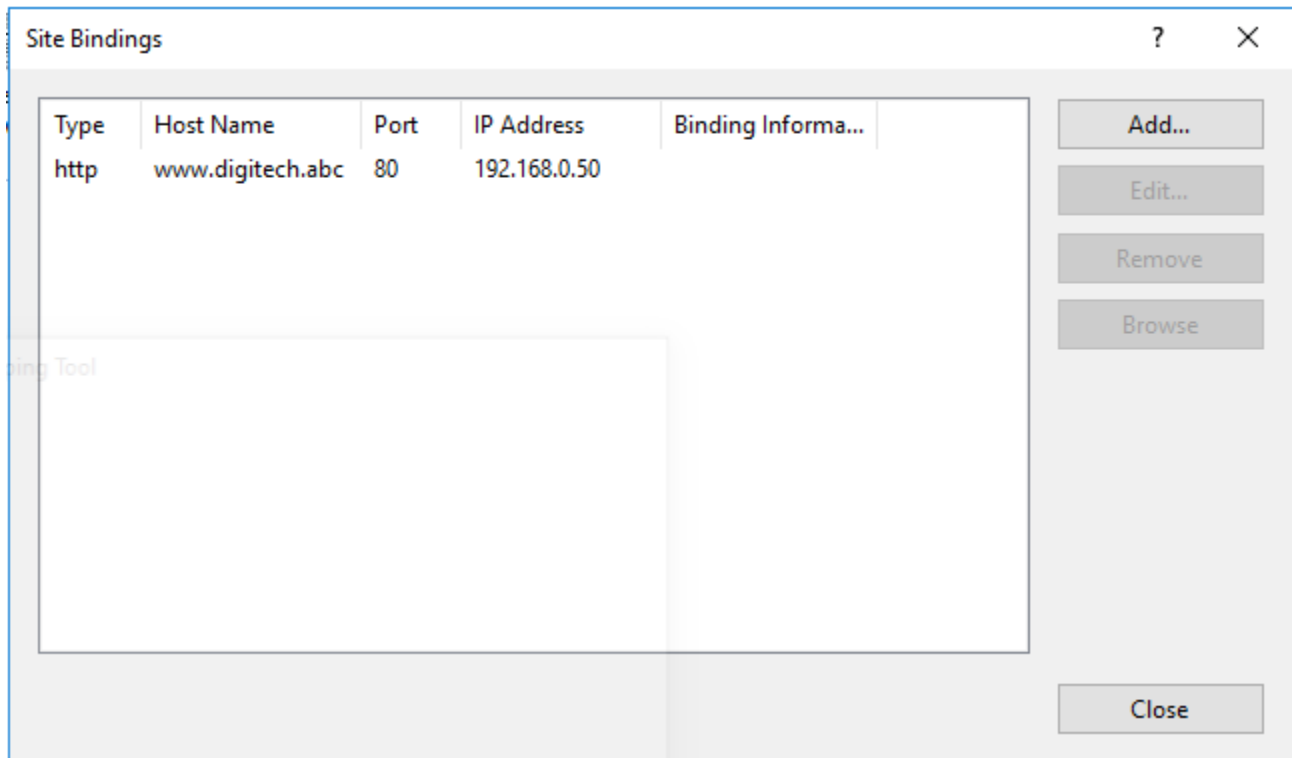 Site Bindings ?
Type Host Name Port IP Address Binding Informa... Add...
http www.digitech.abc 80 192.168.0.50
Edit...
Remove
Browse
ping Tool
Close